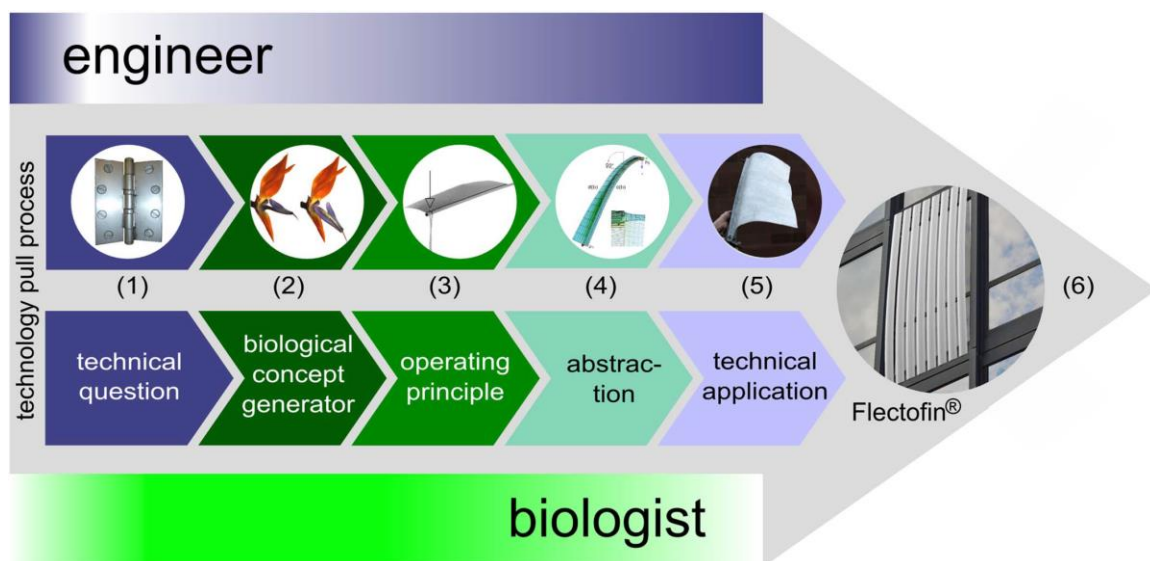 engineer
technology pull process
(1)
(2)
(3)
(4)
(5)
(6)
technical
question
biological
concept
generator
operating
principle
abstrac-
tion
technical
application
Flectofin®
biologist